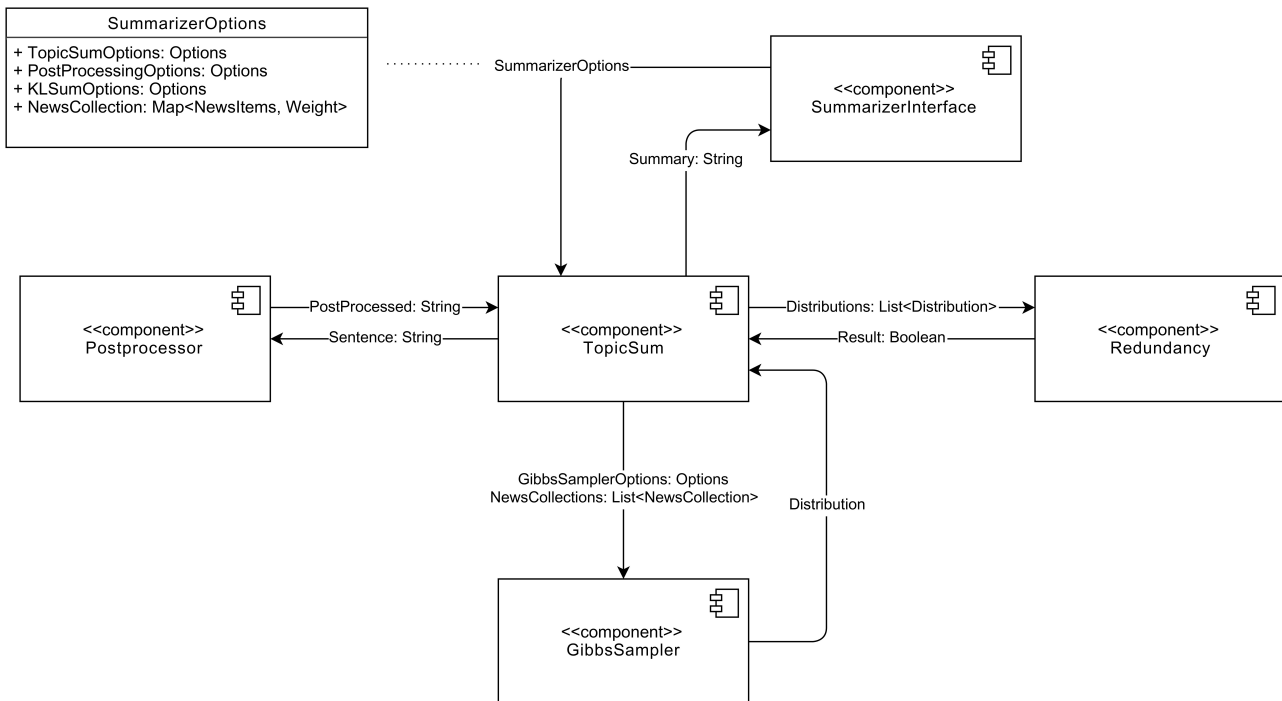 SummarizerOptions
+ TopicSumOptions: Options
+ PostProcessingOptions: Options
+ KLSumOptions: Options
+ NewsCollection: Map<NewsItems, Weight>
SummarizerOptions
<<component>>
SummarizerInterface
Summary: String
<<component>>
Postprocessor
PostProcessed: String
Sentence: String
<<component>>
TopicSum
Distributions: List<Distribution>
Result: Boolean
<<component>>
Redundancy
GibbsSamplerOptions: Options
NewsCollections: List<NewsCollection>
Distribution
<<component>>
GibbsSampler